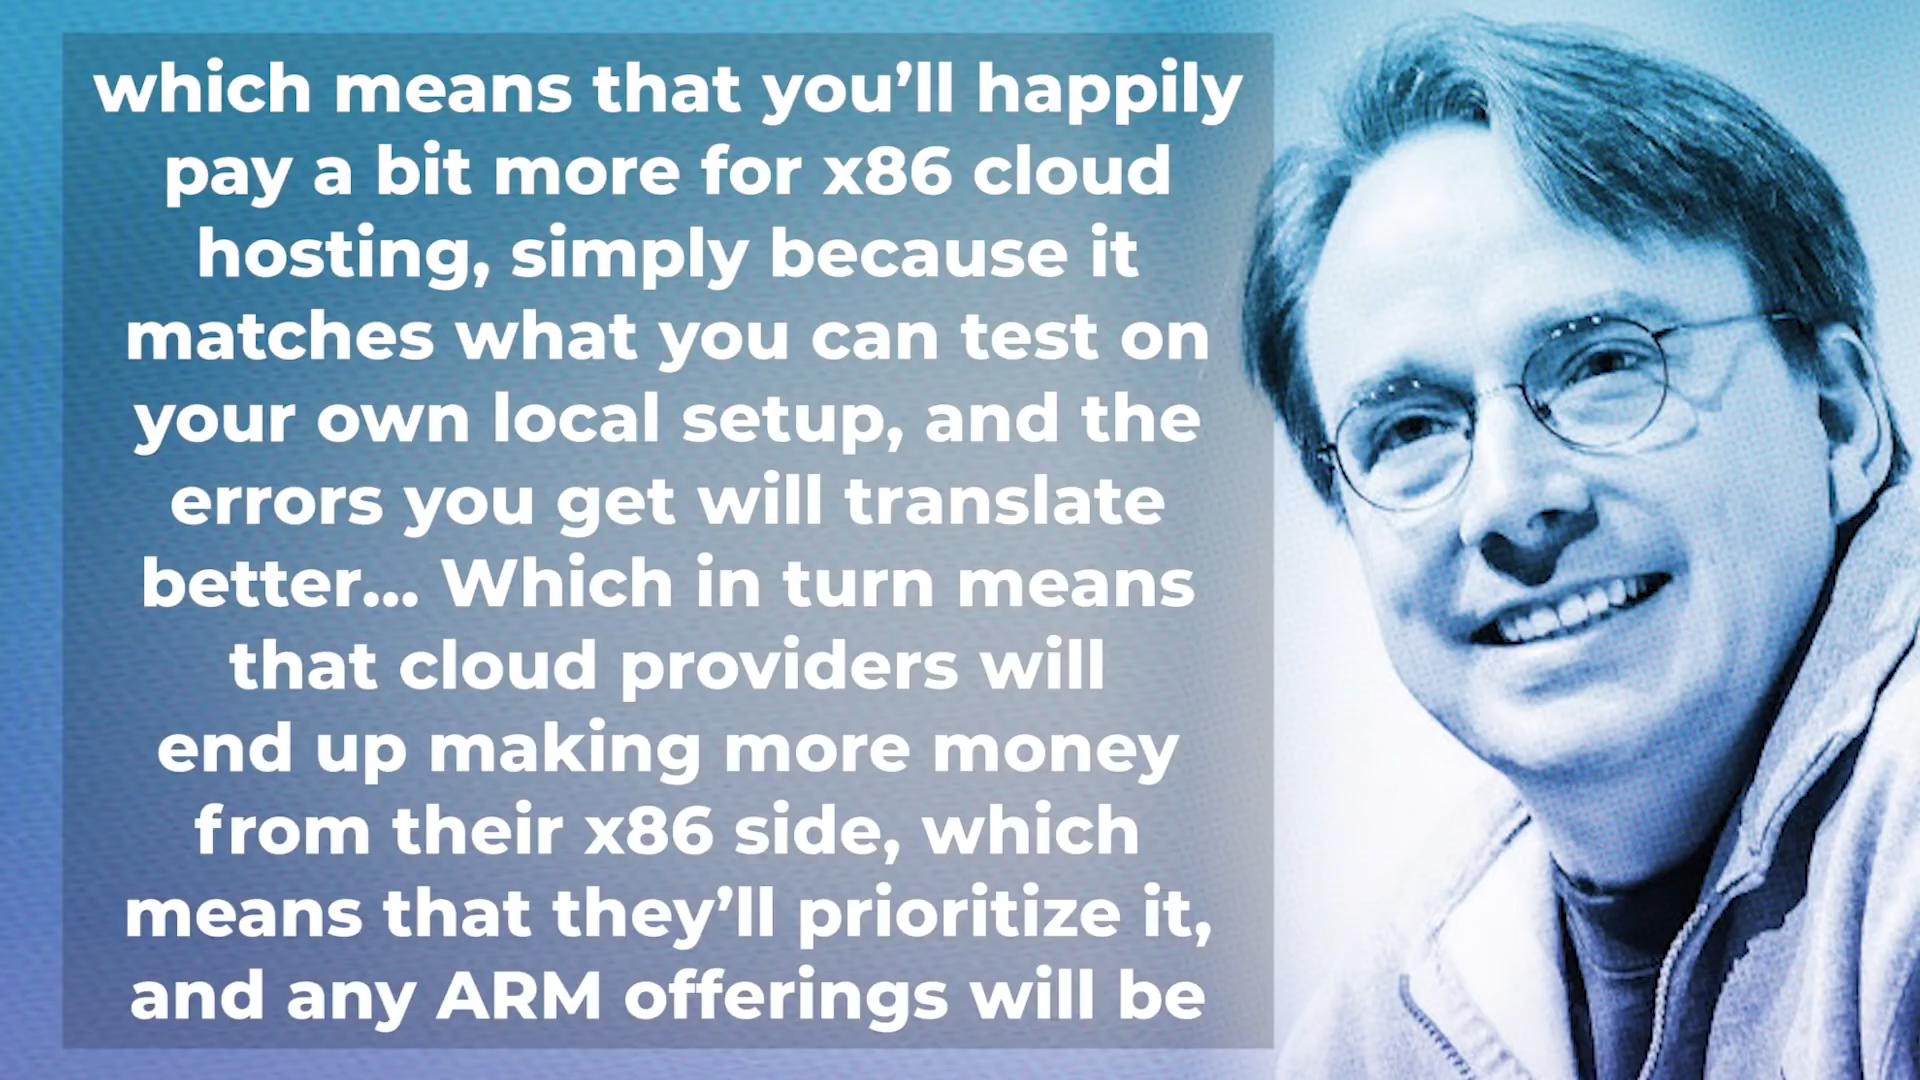 which means that you’ll happily
pay a bit more for x86 cloud
hosting, simply because it
matches what you can test on
your own local setup, and the
errors you get will translate
better... Which in turn means
that cloud providers will
end up making more money
from their x86 side, which
means that they’ll prioritize it,
and any ARM offerings will be